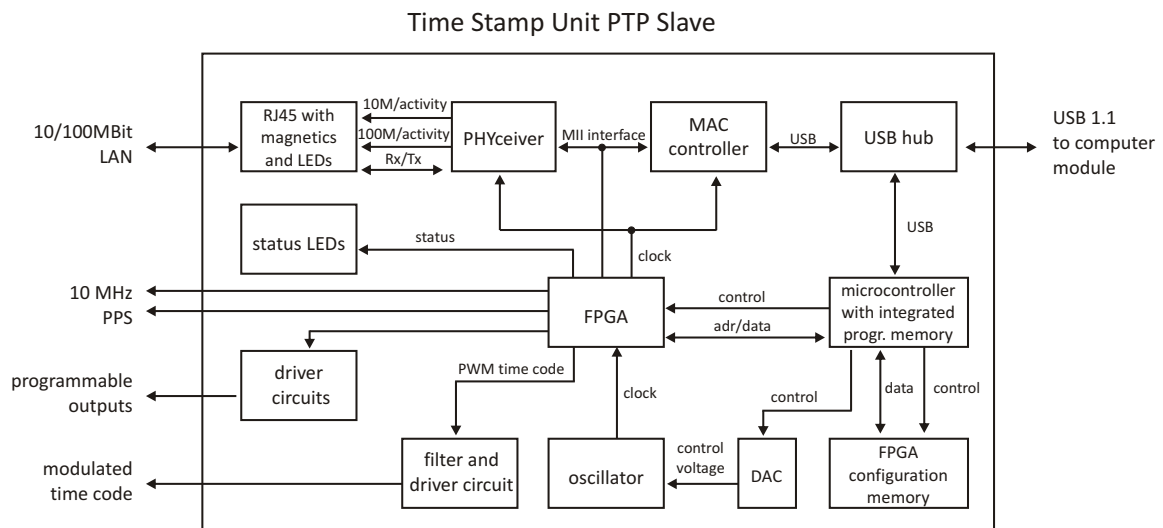 Time Stamp Unit PTP Slave
10/100MBit
LAN
RJ45 with
magnetics
and LEDs
10M/activity
100M/activity
Rx/Tx
PHYceiver
MII interface
MAC
controller
USB
USB hub
USB 1.1
to computer
module
USB
status LEDs
status
clock
10 MHz
PPS
FPGA
control
adr/data
microcontroller
with integrated
progr. memory
programmable
outputs
driver
circuits
PWM time code
clock
control
data
control
modulated
time code
filter and
driver circuit
oscillator
control
voltage
DAC
FPGA
configuration
memory